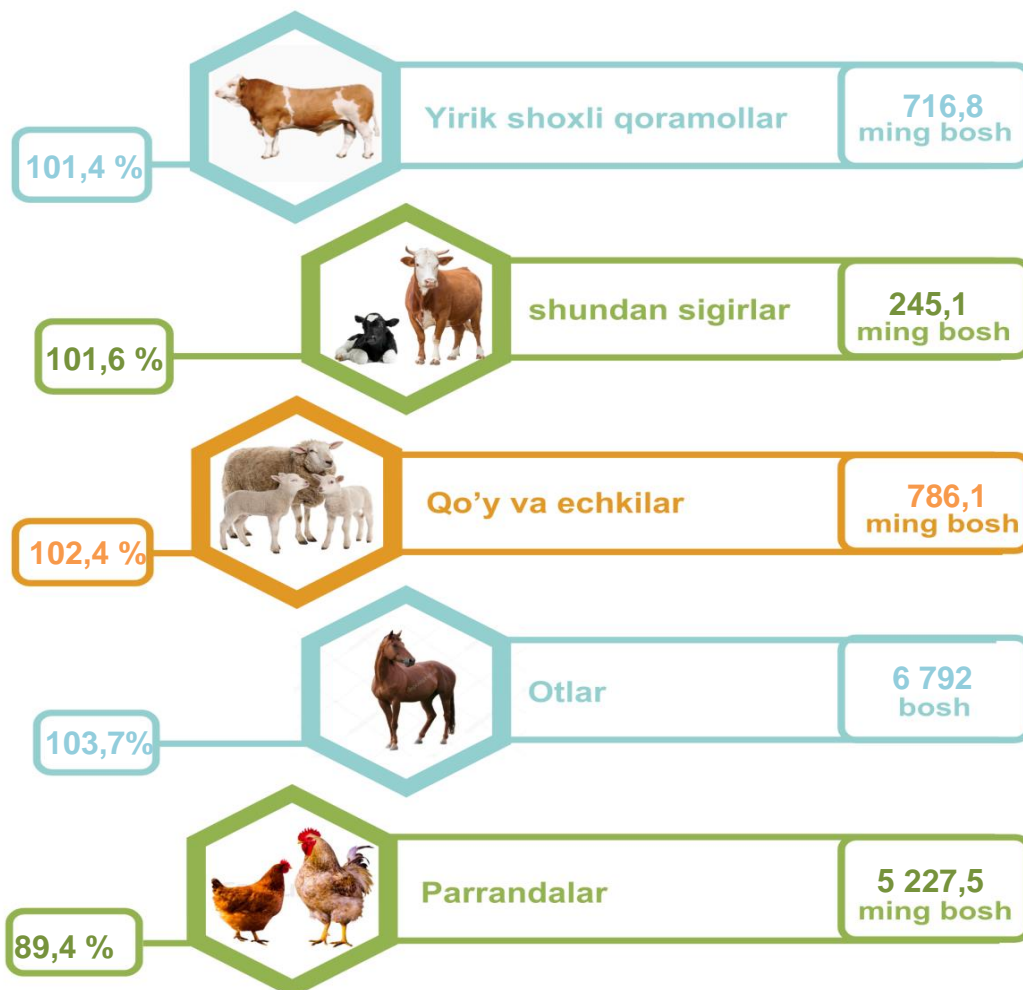 Yirik shoxli qoramollar
716,8
ming bosh
101,4 %
shundan sigirlar
245,1
ming bosh
101,6 %
Qo’y va echkilar
786,1
ming bosh
102,4 %
Otlar
6 792
bosh
103,7%
Parrandalar
5 227,5
ming bosh
89,4 %